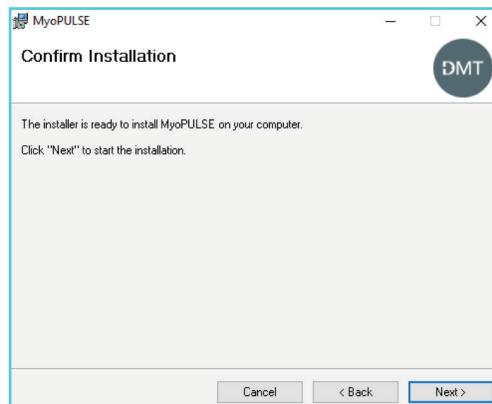 MyoPULSE
Confirm Installation
DMT
The installer is ready to install MyoPULSE on your computer.
Click "Next" to start the installation.
Cancel
< Back
Next >